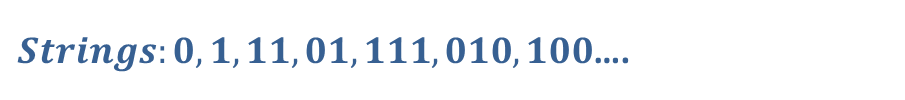 Strings: 0, 1, 11, 01, 111, 010, 100....